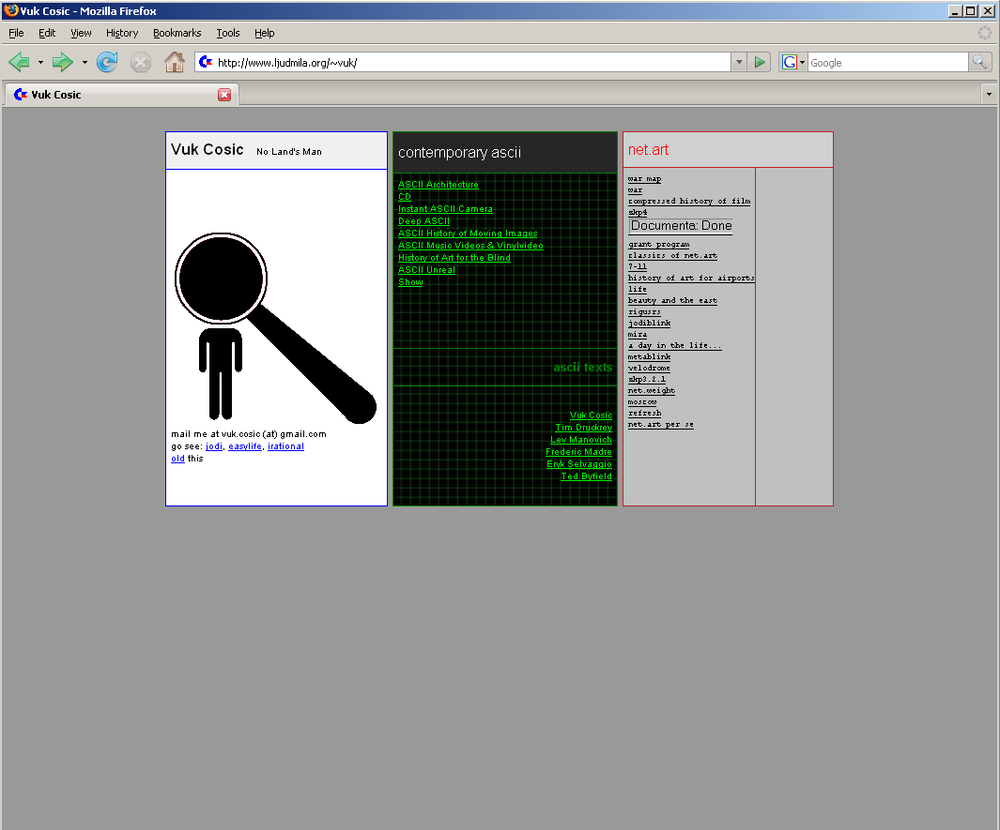 Vuk Cosic - Mozilla Firefox
File Edit View History Bookmarks Tools Help
http://www.ljudmila.org/~vuk/
G Google
Vuk Cosic
Vuk Cosic No Land's Man
mail me at vuk.cosic (at) gmail.com
go see: jodi, easylife, irational
old this
contemporary ascii
ASCII Architecture
CD
Instant ASCII Camera
Deep ASCII
ASCII History of Moving Images
ASCII Music Videos & Vinylvideo
History of Art for the Blind
ASCII Unreal
Show
ascii texts
Vuk Cosic
Tim Druckrey
Lev Manovich
Frederic Madre
Eryk Selvaggio
Ted Byfield
net.art
war map
war
compressed history of film
zkp4
Documenta: Done
grant program
classics of net.art
7-11
history of art for airports
life
beauty and the east
rigusrs
jodiblink
mira
a day in the life...
metablink
velodrome
zkp3.2.1
net.weight
moscow
refresh
net.art per se